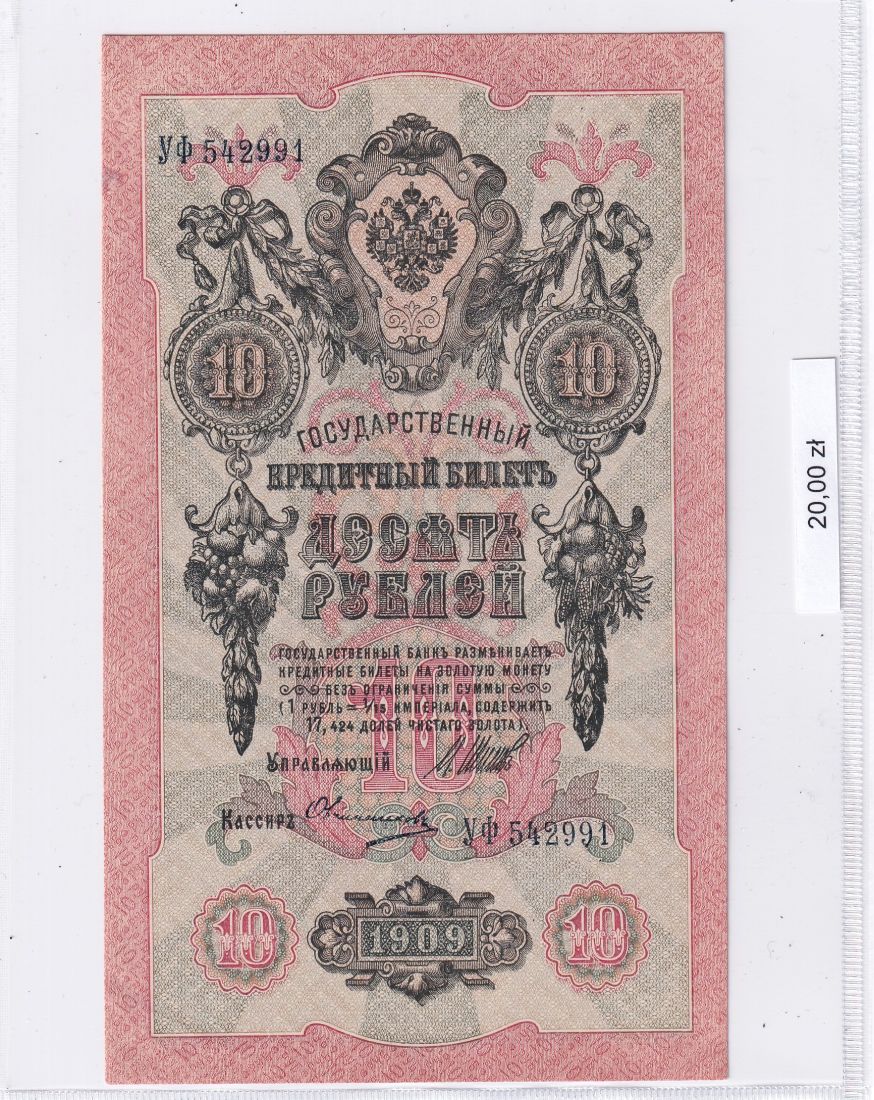 УФ 542991
10 10
ГОСУДАРСТВЕННЫЙ
КРЕДИТНЫЙ БИЛЕТЪ
ДЕСЯТЬ
РУБЛЕЙ
ГОСУДАРСТВЕННЫЙ БАНКЪ РАЗМѢНИВАЕТЪ
КРЕДИТНЫЕ БИЛЕТЫ НА ЗОЛОТУЮ МОНЕТУ
БЕЗЪ ОГРАНИЧЕНІЯ СУММЫ
(1 РУБЛЬ = 1/15 ИМПЕРІАЛА, СОДЕРЖИТЪ
17,424 ДОЛЕЙ ЧИСТАГО ЗОЛОТА).
10
Управляющій
Кассиръ
УФ 542991
10 1909 10
20,00 zł